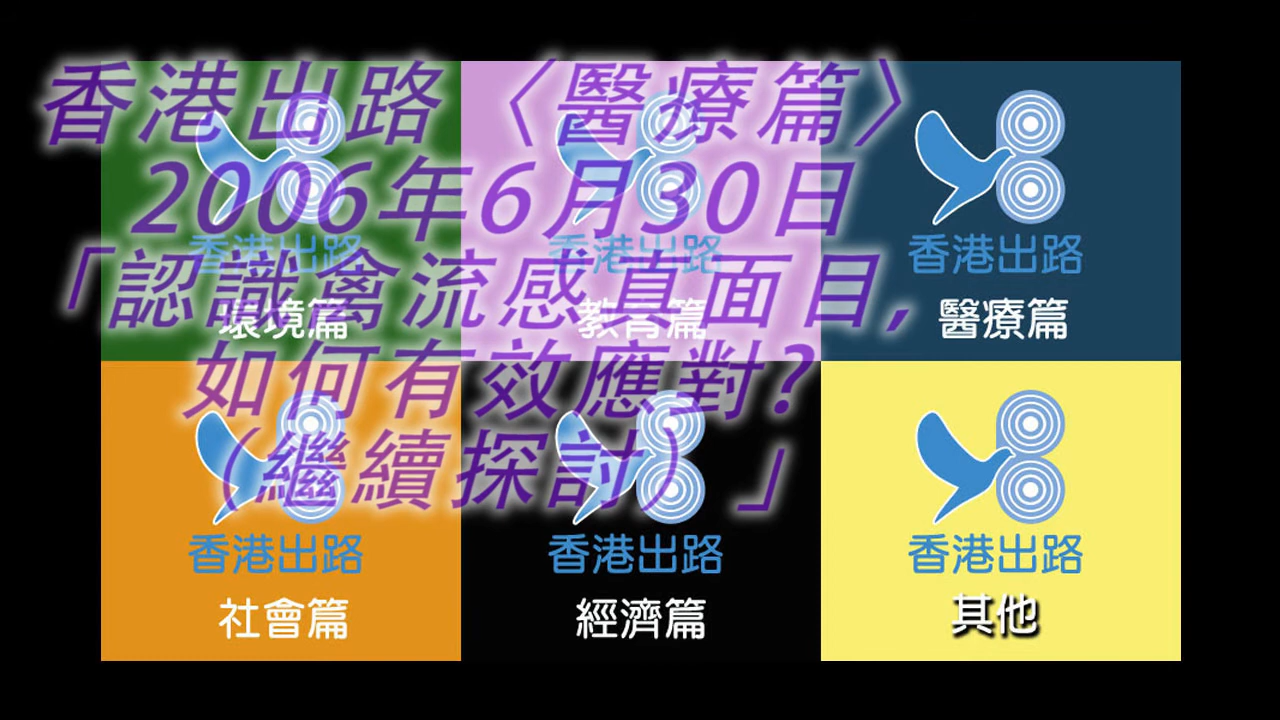 香港出路〈醫療篇〉
2006年6月30日
「認識禽流感真面目,
如何有效應對?
（繼續探討）」
香港出路
環境篇
香港出路
教育篇
香港出路
醫療篇
香港出路
社會篇
香港出路
經濟篇
香港出路
其他